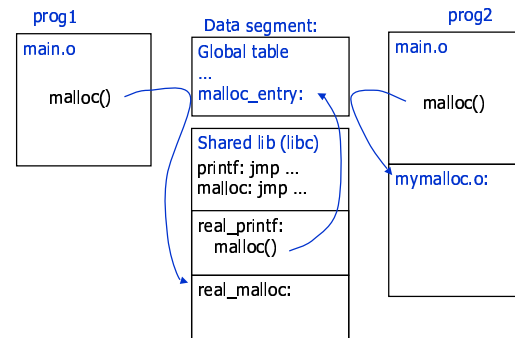 prog1
main.o
malloc()
Data segment:
Global table
...
malloc_entry:
Shared lib (libc)
printf: jmp ...
malloc: jmp ...
real_printf:
malloc()
real_malloc:
prog2
main.o
malloc()
mymalloc.o: